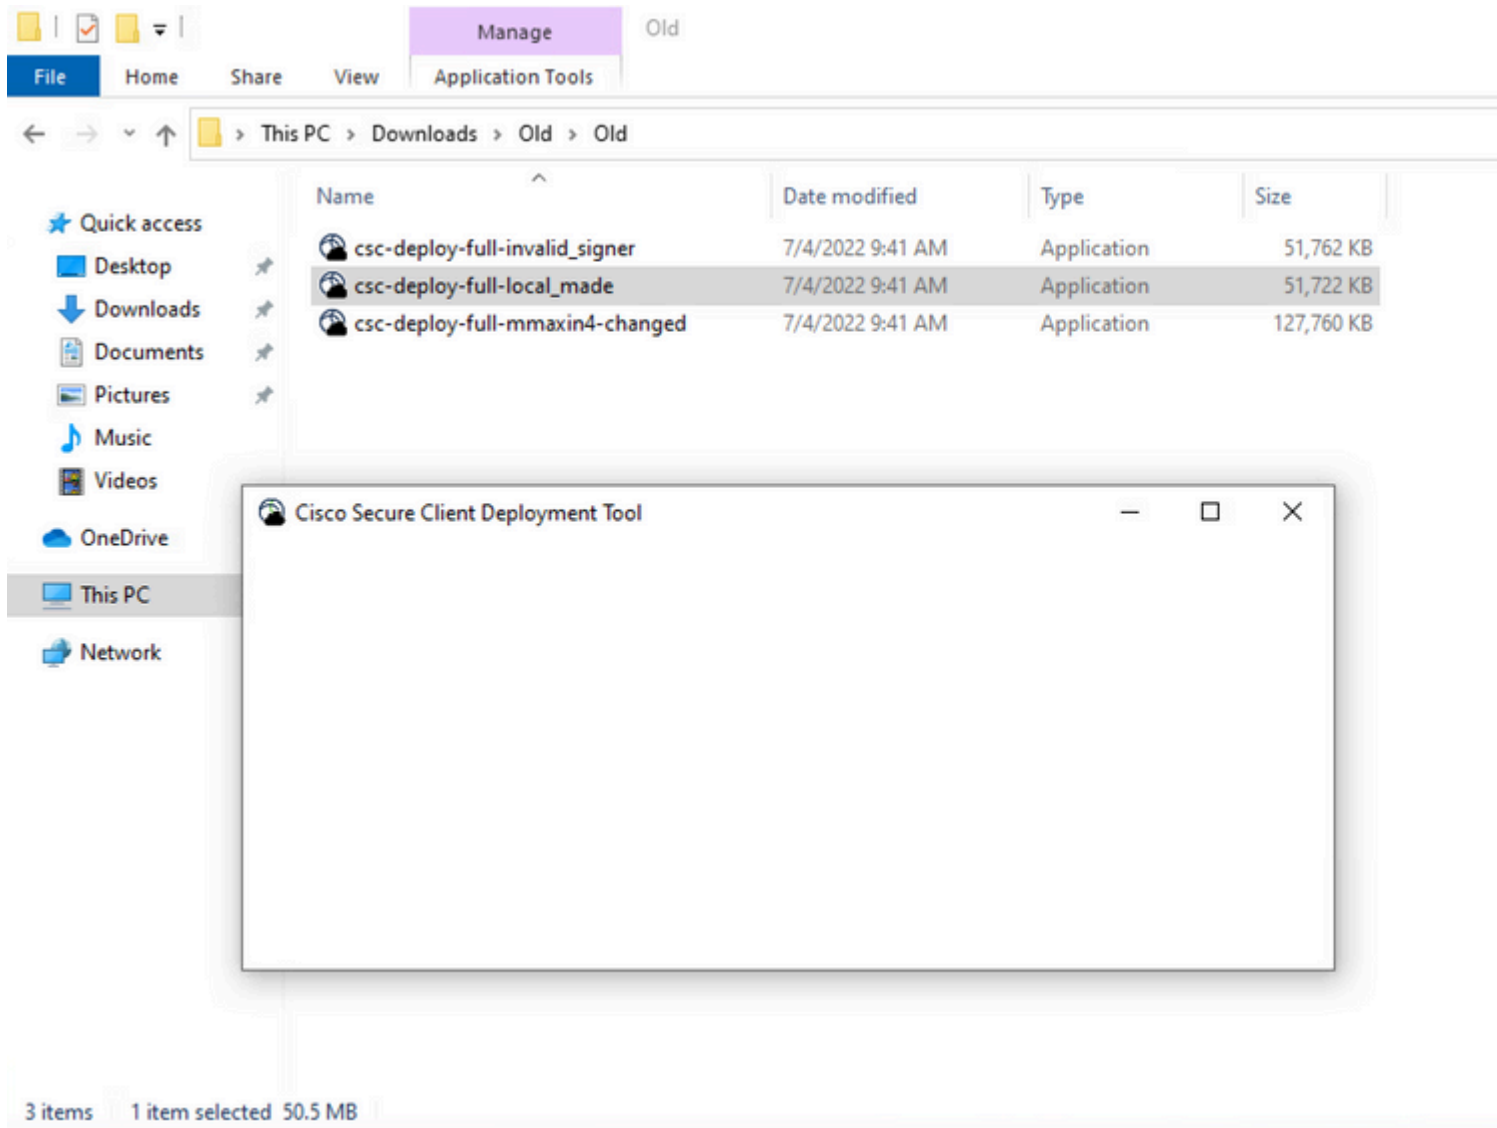 Manage Old
File Home Share View Application Tools
This PC > Downloads > Old > Old
Name Date modified Type Size
Quick access
Desktop
Downloads
Documents
Pictures
Music
Videos
OneDrive
This PC
Network
csc-deploy-full-invalid_signer 7/4/2022 9:41 AM Application 51,762 KB
csc-deploy-full-local_made 7/4/2022 9:41 AM Application 51,722 KB
csc-deploy-full-mmaxin4-changed 7/4/2022 9:41 AM Application 127,760 KB
Cisco Secure Client Deployment Tool
3 items 1 item selected 50.5 MB